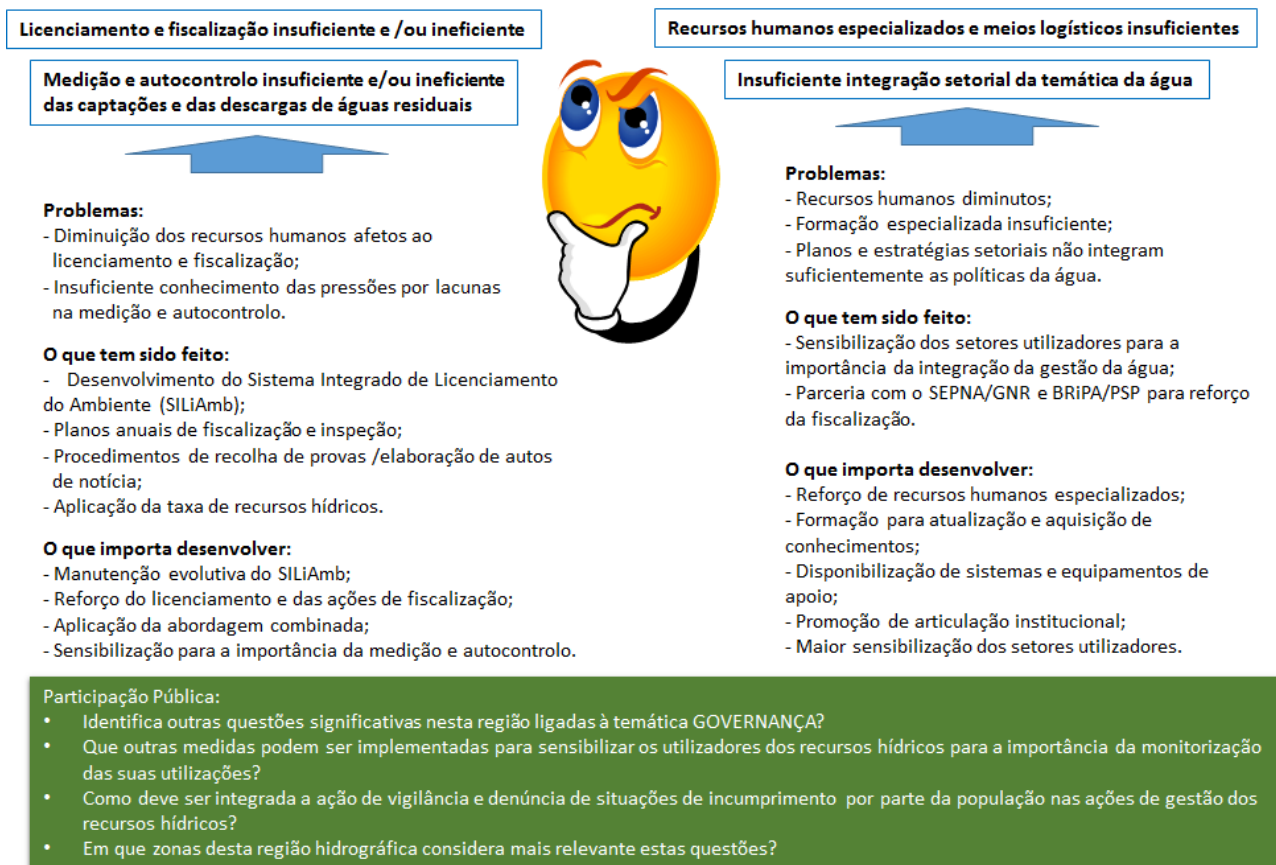 Licenciamento e fiscalização insuficiente e /ou ineficiente
Medição e autocontrolo insuficiente e/ou ineficiente
das captações e das descargas de águas residuais
Problemas:
- Diminuição dos recursos humanos afetos ao
licenciamento e fiscalização;
- Insuficiente conhecimento das pressões por lacunas
na medição e autocontrolo.
O que tem sido feito:
- Desenvolvimento do Sistema Integrado de Licenciamento
do Ambiente (SILiAmb);
- Planos anuais de fiscalização e inspeção;
- Procedimentos de recolha de provas /elaboração de autos
de notícia;
- Aplicação da taxa de recursos hídricos.
O que importa desenvolver:
- Manutenção evolutiva do SILiAmb;
- Reforço do licenciamento e das ações de fiscalização;
- Aplicação da abordagem combinada;
- Sensibilização para a importância da medição e autocontrolo.
Recursos humanos especializados e meios logísticos insuficientes
Insuficiente integração setorial da temática da água
Problemas:
- Recursos humanos diminutos;
- Formação especializada insuficiente;
- Planos e estratégias setoriais não integram
suficientemente as políticas da água.
O que tem sido feito:
- Sensibilização dos setores utilizadores para a
importância da integração da gestão da água;
- Parceria com o SEPNA/GNR e BRiPA/PSP para reforço
da fiscalização.
O que importa desenvolver:
- Reforço de recursos humanos especializados;
- Formação para atualização e aquisição de
conhecimentos;
- Disponibilização de sistemas e equipamentos de
apoio;
- Promoção de articulação institucional;
- Maior sensibilização dos setores utilizadores.
Participação Pública:
• Identifica outras questões significativas nesta região ligadas à temática GOVERNANÇA?
• Que outras medidas podem ser implementadas para sensibilizar os utilizadores dos recursos hídricos para a importância da monitorização
das suas utilizações?
• Como deve ser integrada a ação de vigilância e denúncia de situações de incumprimento por parte da população nas ações de gestão dos
recursos hídricos?
• Em que zonas desta região hidrográfica considera mais relevante estas questões?